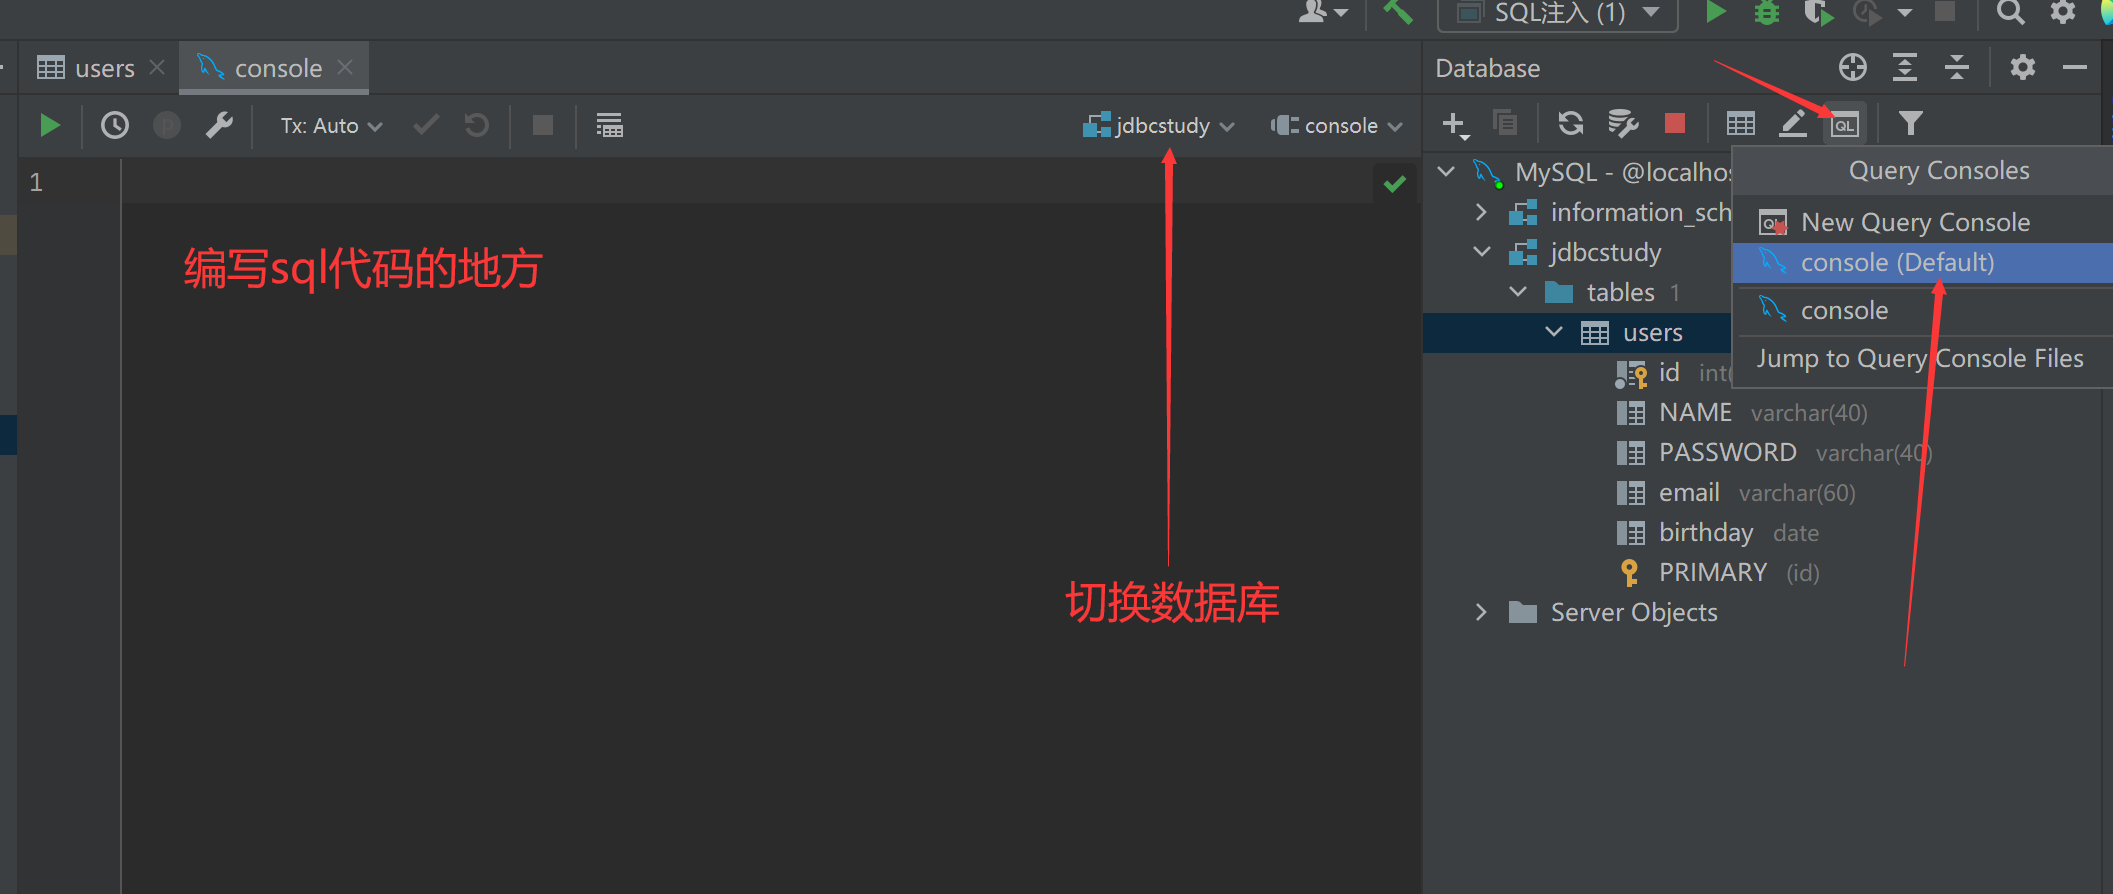 SQL注入 (1)
users
console
Database
Tx: Auto
jdbcstudy
console
QL
1
编写sql代码的地方
切换数据库
MySQL - @localhos
information_sch
jdbcstudy
tables 1
users
id int(
NAME varchar(40)
PASSWORD varchar(40)
email varchar(60)
birthday date
PRIMARY (id)
Server Objects
Query Consoles
New Query Console
console (Default)
console
Jump to Query Console Files